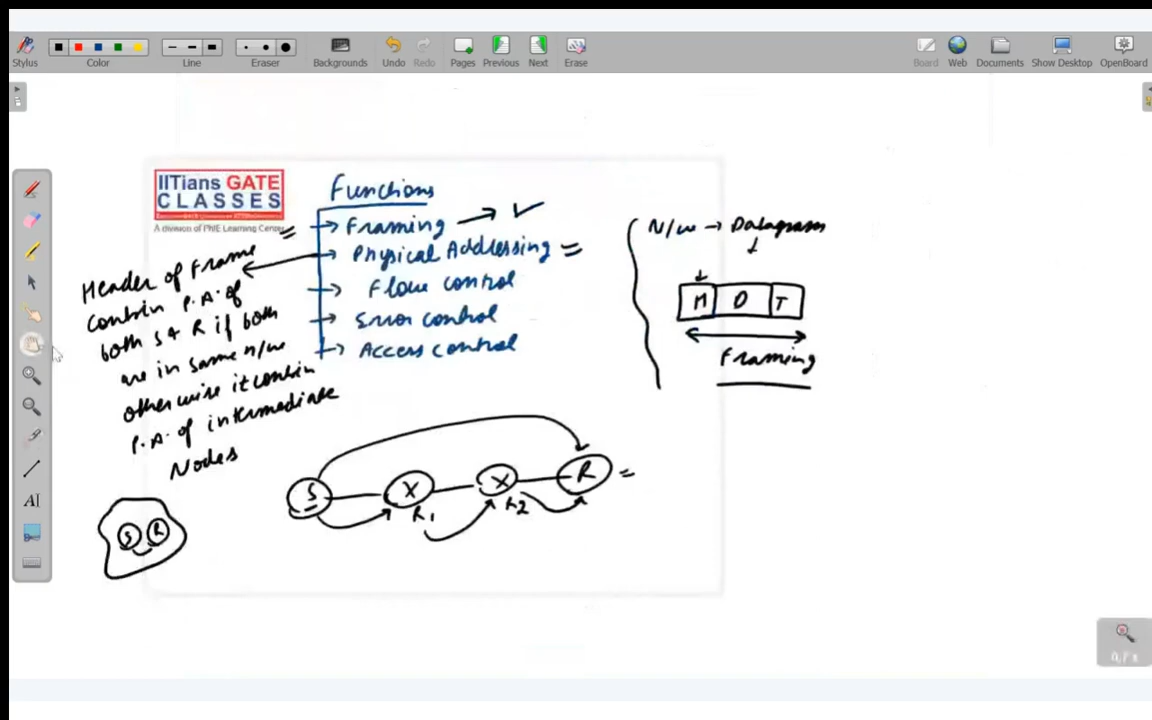 Stylus
Color
Line
Eraser
Backgrounds
Undo
Redo
Pages
Previous
Next
Erase
Board
Web
Documents
Show Desktop
OpenBoard
IITians GATE
CLASSES
A division of PhIE Learning Center
Functions
Framing
Physical Addressing
Flow control
Error control
Access control
Header of Frame
contain P.A. of
both S & R if both
are in same n/w
otherwise it contain
P.A. of intermediate
Nodes
N/w → Datagram
H D T
Framing
S X X R
R1 R2
S R
AI